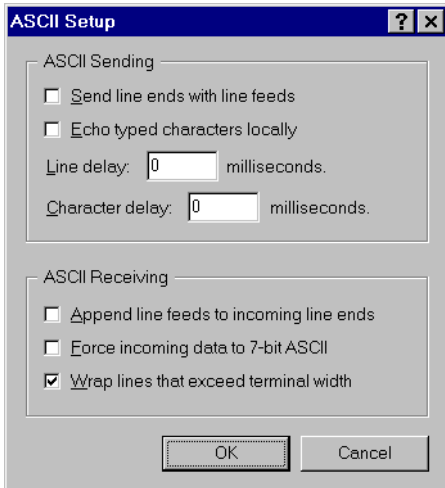 ASCII Setup
ASCII Sending
Send line ends with line feeds
Echo typed characters locally
Line delay: 0 milliseconds.
Character delay: 0 milliseconds.
ASCII Receiving
Append line feeds to incoming line ends
Force incoming data to 7-bit ASCII
Wrap lines that exceed terminal width
OK Cancel